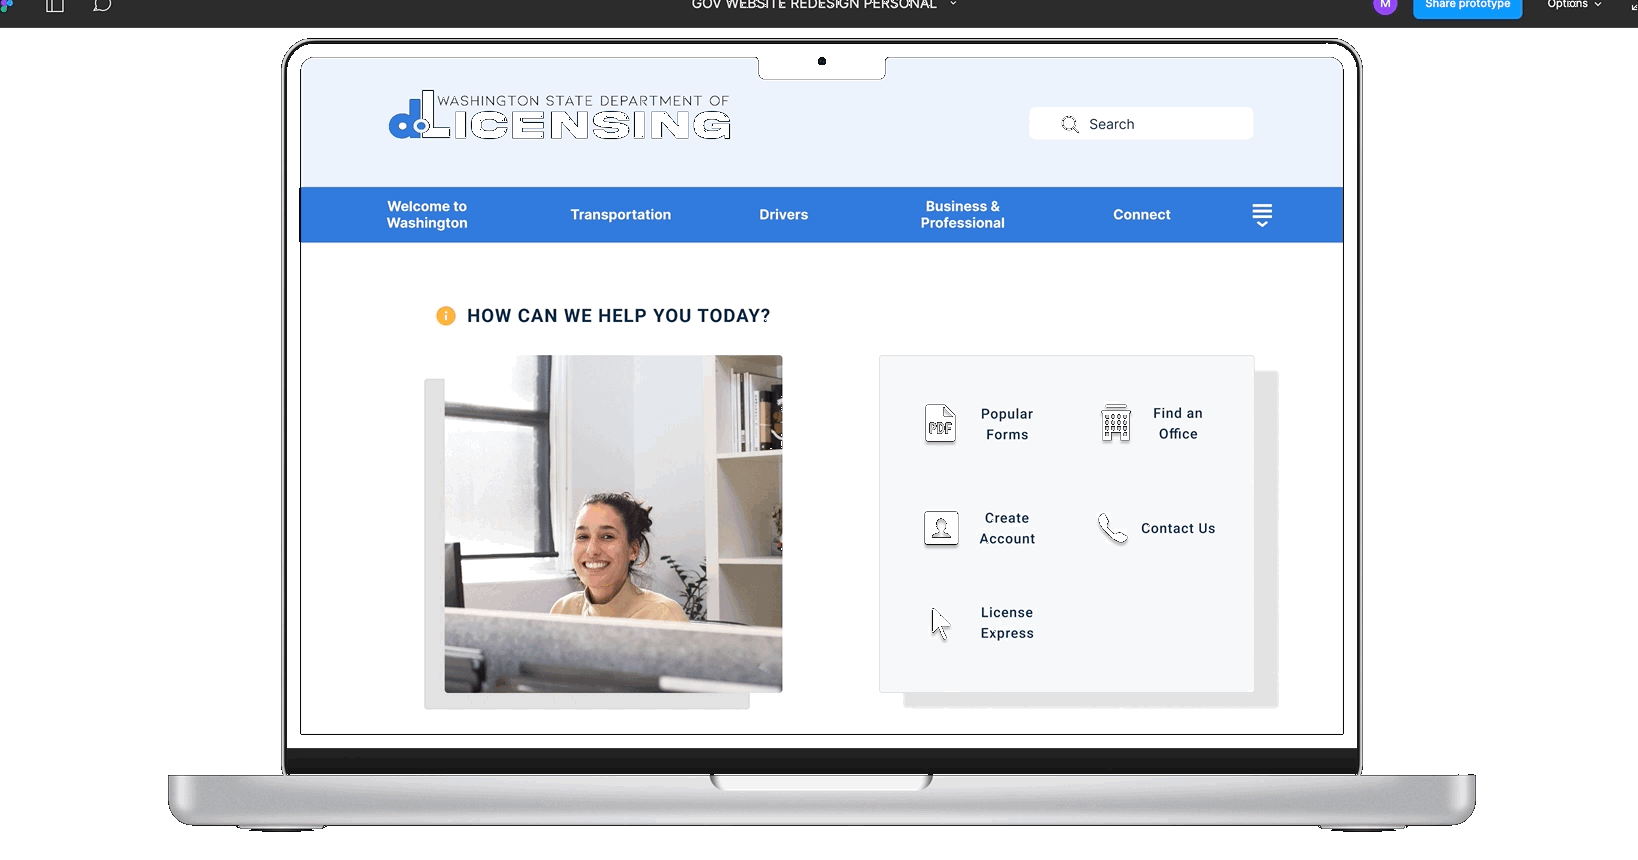 GOV WEBSITE REDESIGN PERSONAL
M
Share prototype
Options
WASHINGTON STATE DEPARTMENT OF
dOLICENSING
Search
Welcome to
Washington
Transportation
Drivers
Business &
Professional
Connect
HOW CAN WE HELP YOU TODAY?
PDF
Popular
Forms
Find an
Office
Create
Account
Contact Us
License
Express